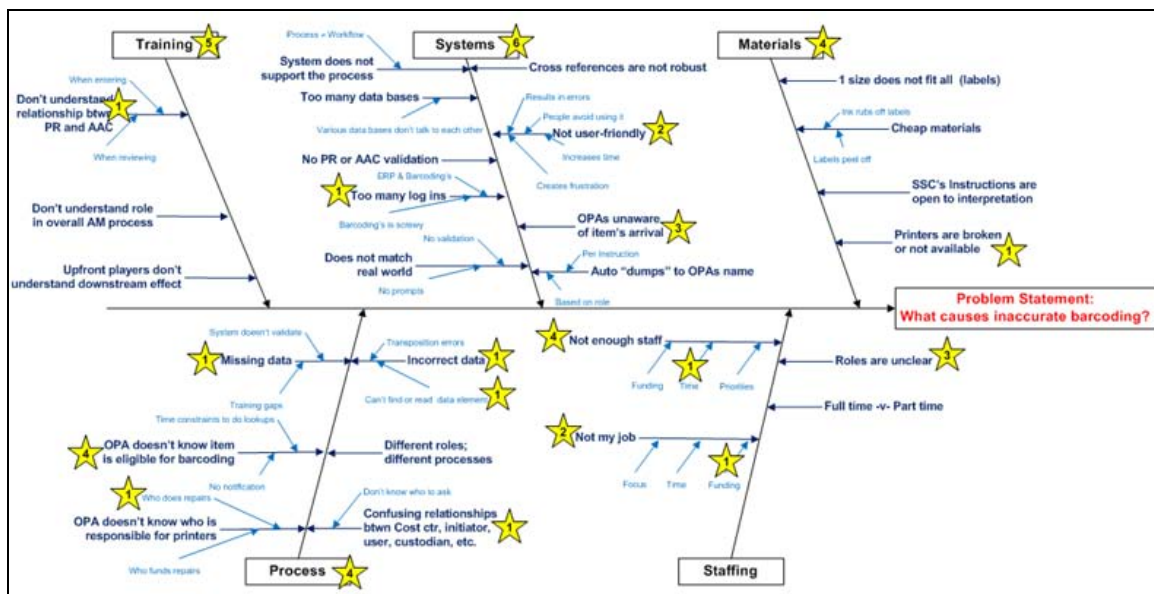 Training
5
Systems
6
Materials
4
Process + Workflow
System does not
support the process
Cross references are not robust
1 size does not fit all (labels)
When entering
Don't understand
relationship btwn
PR and AAC
1
When reviewing
Too many data bases
Various data bases don't talk to each other
Results in errors
People avoid using it
Not user-friendly
2
Increases time
Creates frustration
Ink rubs off labels
Cheap materials
Labels peel off
No PR or AAC validation
ERP & Barcoding's
1
Too many log ins
Barcoding's is screwy
SSC's Instructions are
open to interpretation
Don't understand role
in overall AM process
OPAs unaware
of item's arrival
3
Printers are broken
or not available
1
Upfront players don't
understand downstream effect
No validation
Does not match
real world
No prompts
Per Instruction
Auto "dumps" to OPAs name
Based on role
Problem Statement:
What causes inaccurate barcoding?
System doesn't validate
1
Missing data
Training gaps
Transposition errors
Incorrect data
1
Can't find or read data element
1
4
Not enough staff
Funding
Time
1
Priorities
Roles are unclear
3
Full time -v- Part time
Time constraints to do lookups
4
OPA doesn't know item
is eligible for barcoding
No notification
Different roles;
different processes
2
Not my job
Focus
Time
Funding
1
1
Who does repairs
OPA doesn't know who is
responsible for printers
Who funds repairs
Don't know who to ask
Confusing relationships
btwn Cost ctr, initiator,
user, custodian, etc.
1
Process
4
Staffing